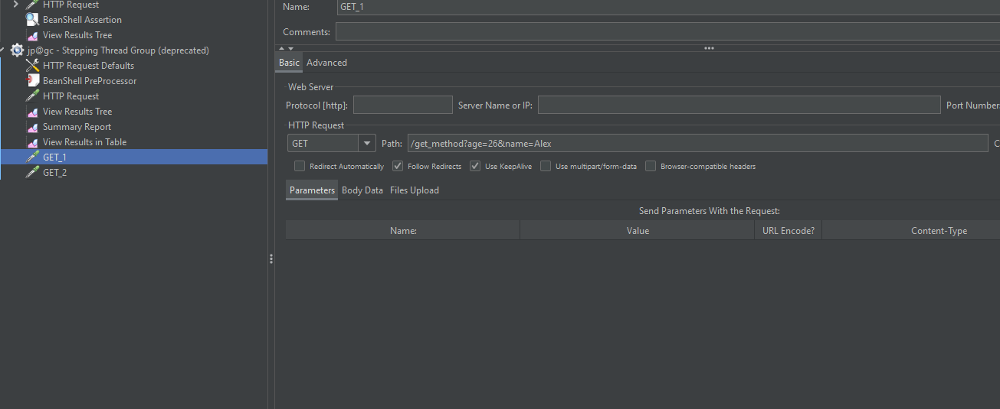 HTTP Request
BeanShell Assertion
View Results Tree
jp@gc - Stepping Thread Group (deprecated)
HTTP Request Defaults
BeanShell PreProcessor
HTTP Request
View Results Tree
Summary Report
View Results in Table
GET_1
GET_2
Name: GET_1
Comments:
Basic Advanced
Web Server
Protocol [http]: Server Name or IP: Port Number:
HTTP Request
GET Path: /get_method?age=26&name=Alex C
Redirect Automatically Follow Redirects Use KeepAlive Use multipart/form-data Browser-compatible headers
Parameters Body Data Files Upload
Send Parameters With the Request:
Name: Value URL Encode? Content-Type